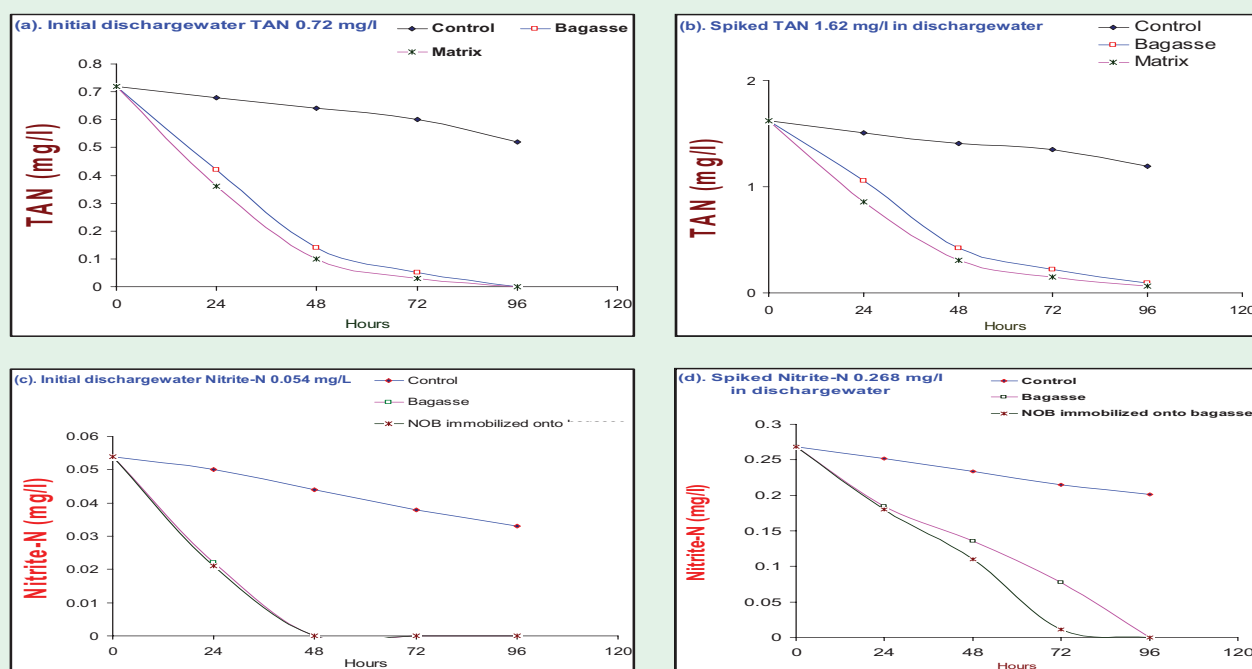 (a). Initial dischargewater TAN 0.72 mg/l
Control
Bagasse
Matrix
TAN (mg/l)
0.8
0.7
0.6
0.5
0.4
0.3
0.2
0.1
0
0 24 48 72 96 120
Hours
(b). Spiked TAN 1.62 mg/l in dischargewater
Control
Bagasse
Matrix
TAN (mg/l)
2
1
0
0 24 48 72 96 120
Hours
(c). Initial dischargewater Nitrite-N 0.054 mg/L
Control
Bagasse
NOB immobilized onto
Nitrite-N (mg/l)
0.06
0.05
0.04
0.03
0.02
0.01
0
0 24 48 72 96 120
Hours
(d). Spiked Nitrite-N 0.268 mg/l
in dischargewater
Control
Bagasse
NOB immobilized onto bagasse
Nitrite-N (mg/l)
0.3
0.25
0.2
0.15
0.1
0.05
0
0 24 48 72 96 120
Hours